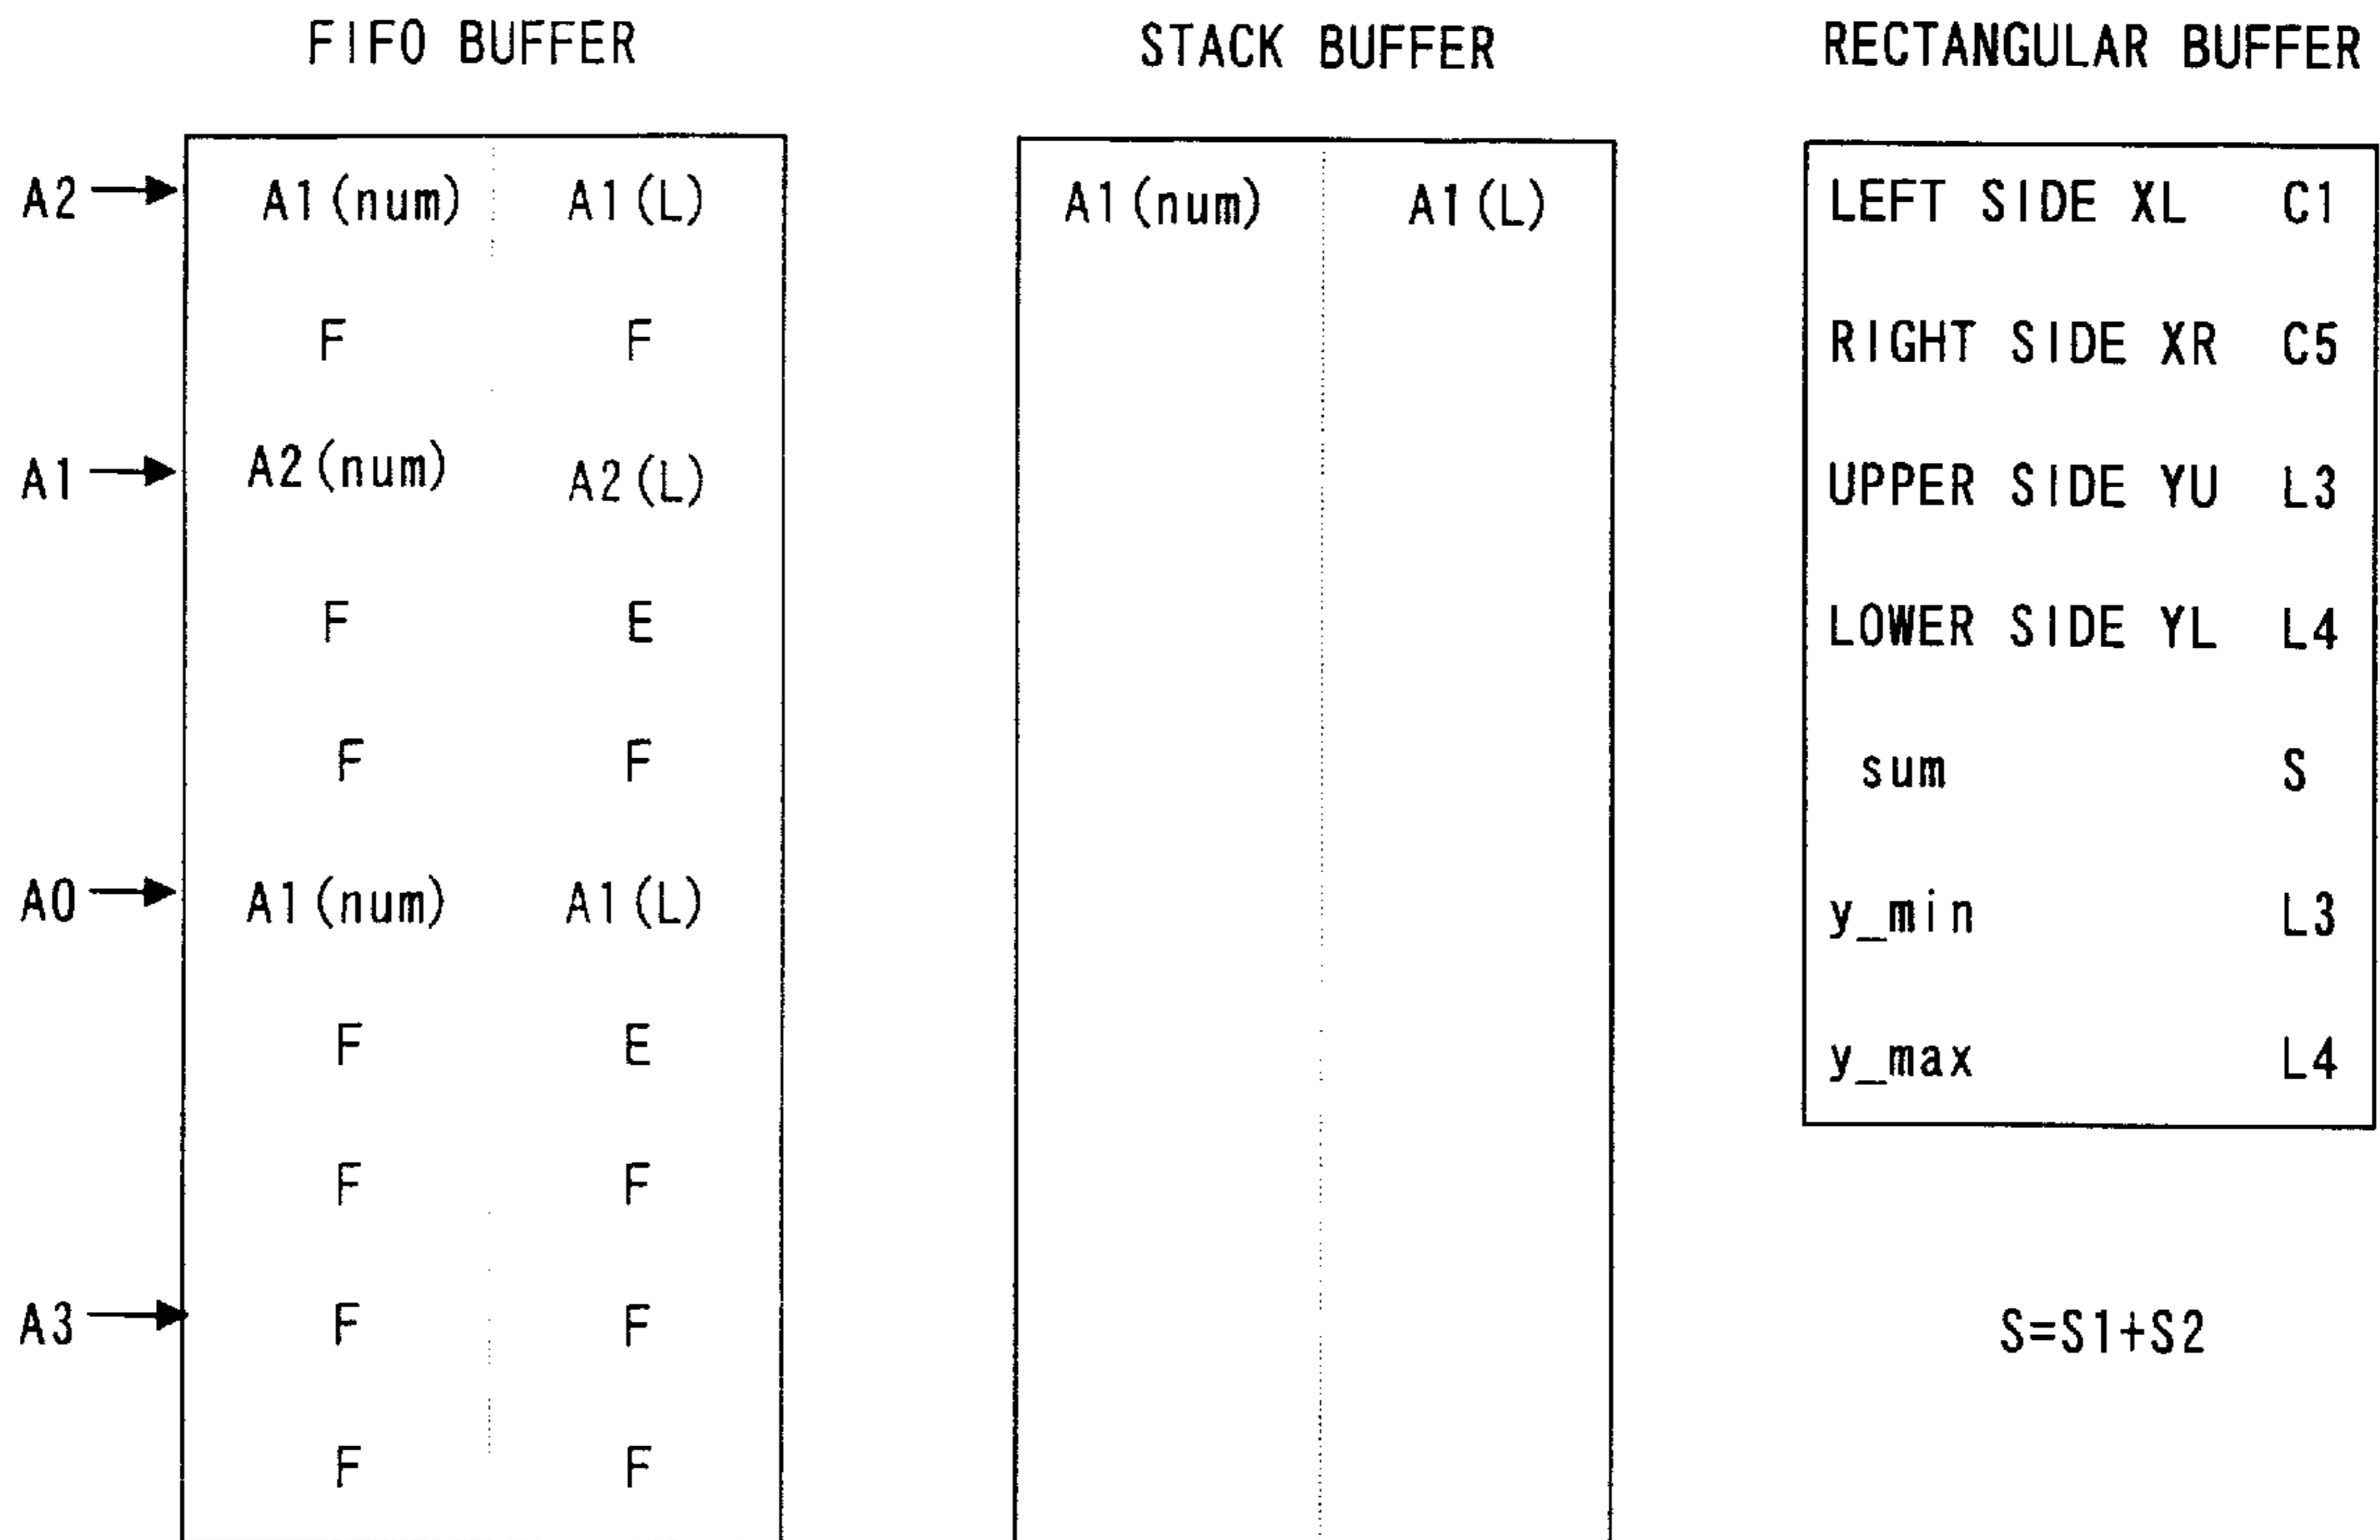 FIFO BUFFER
A2 A1(num) A1(L)
F F
A1 A2(num) A2(L)
F E
F F
A0 A1(num) A1(L)
F E
F F
A3 F F
F F
STACK BUFFER
A1(num) A1(L)
RECTANGULAR BUFFER
LEFT SIDE XL C1
RIGHT SIDE XR C5
UPPER SIDE YU L3
LOWER SIDE YL L4
sum S
y_min L3
y_max L4
S=S1+S2